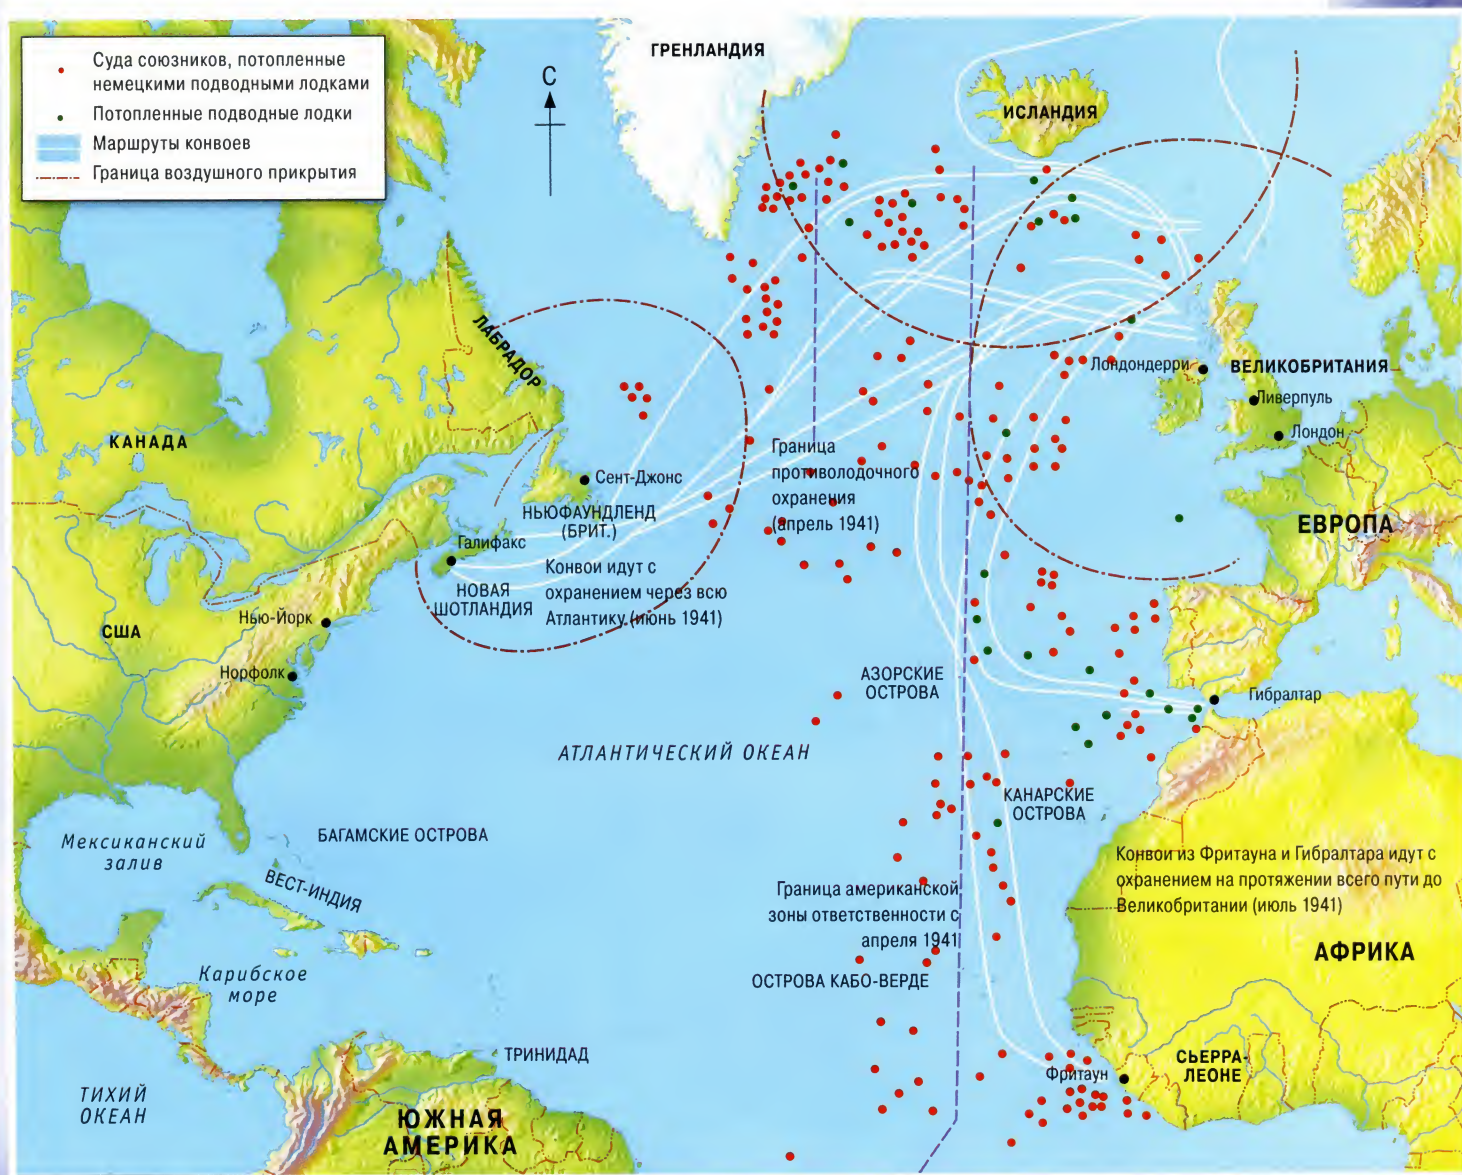 Суда союзников, потопленные
немецкими подводными лодками
Потопленные подводные лодки
Маршруты конвоев
Граница воздушного прикрытия
С
ГРЕНЛАНДИЯ
ИСЛАНДИЯ
ЛАБРАДОР
Лондондерри
ВЕЛИКОБРИТАНИЯ
Ливерпуль
Лондон
КАНАДА
Сент-Джонс
НЬЮФАУНДЛЕНД
(БРИТ.)
Граница
противолодочного
охранения
(апрель 1941)
ЕВРОПА
Галифакс
НОВАЯ
ШОТЛАНДИЯ
Конвои идут с
охранением через всю
Атлантику (июнь 1941)
Нью-Йорк
США
Норфолк
АЗОРСКИЕ
ОСТРОВА
Гибралтар
АТЛАНТИЧЕСКИЙ ОКЕАН
КАНАРСКИЕ
ОСТРОВА
Мексиканский
залив
БАГАМСКИЕ ОСТРОВА
ВЕСТ-ИНДИЯ
Конвои из Фритауна и Гибралтара идут с
охранением на протяжении всего пути до
Великобритании (июль 1941)
Граница американской
зоны ответственности с
апреля 1941
АФРИКА
Карибское
море
ОСТРОВА КАБО-ВЕРДЕ
ТРИНИДАД
Фритаун
СЬЕРРА-
ЛЕОНЕ
ТИХИЙ
ОКЕАН
ЮЖНАЯ
АМЕРИКА